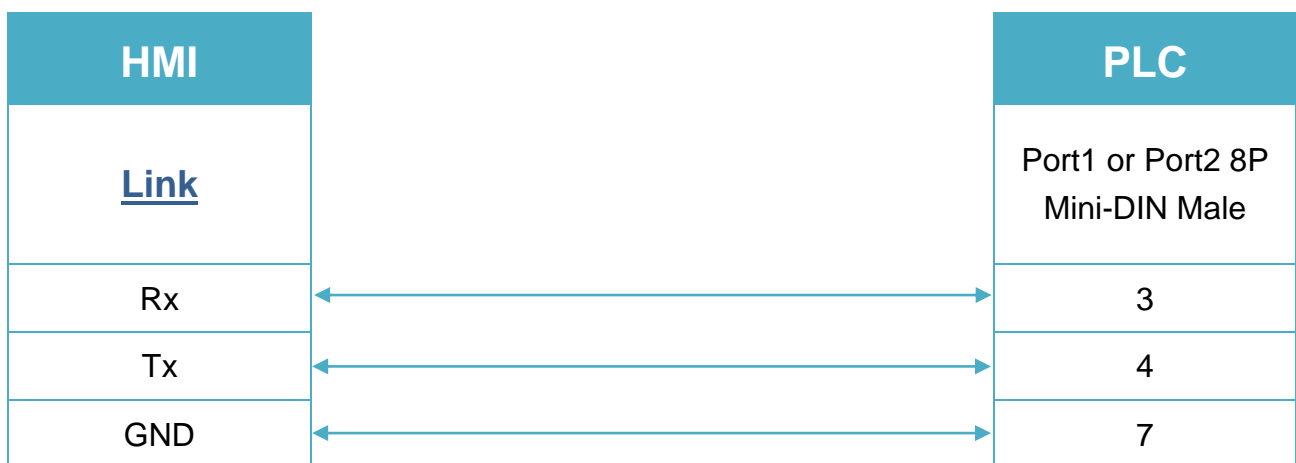 HMI PLC
Link Port1 or Port2 8P
Mini-DIN Male
Rx 3
Tx 4
GND 7